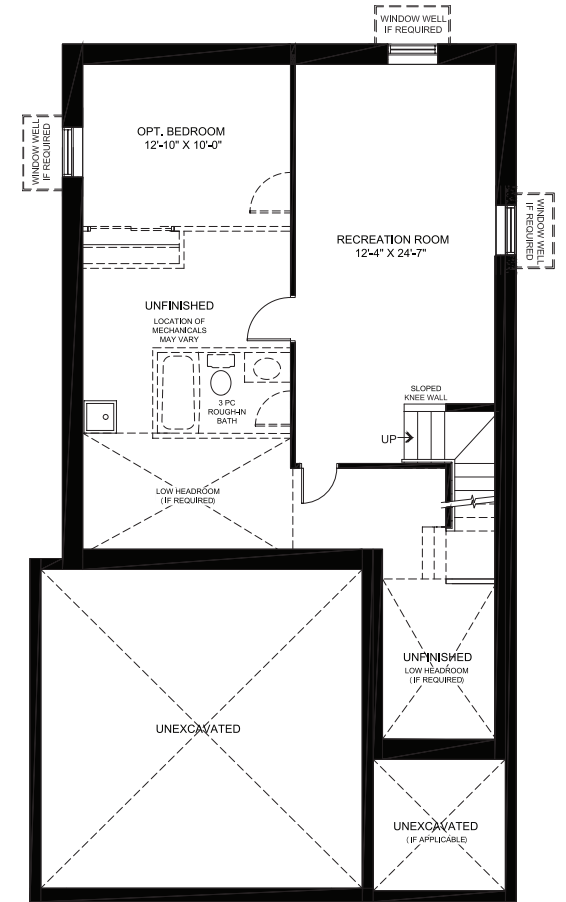 WINDOW WELL
IF REQUIRED
OPT. BEDROOM
12'-10" X 10'-0"
WINDOW WELL
IF REQUIRED
WINDOW WELL
IF REQUIRED
RECREATION ROOM
12'-4" X 24'-7"
UNFINISHED
LOCATION OF
MECHANICALS
MAY VARY
3 PC
ROUGH-IN
BATH
SLOPED
KNEE WALL
UP
LOW HEADROOM
(IF REQUIRED)
UNFINISHED
LOW HEADROOM
(IF REQUIRED)
UNEXCAVATED
UNEXCAVATED
(IF APPLICABLE)